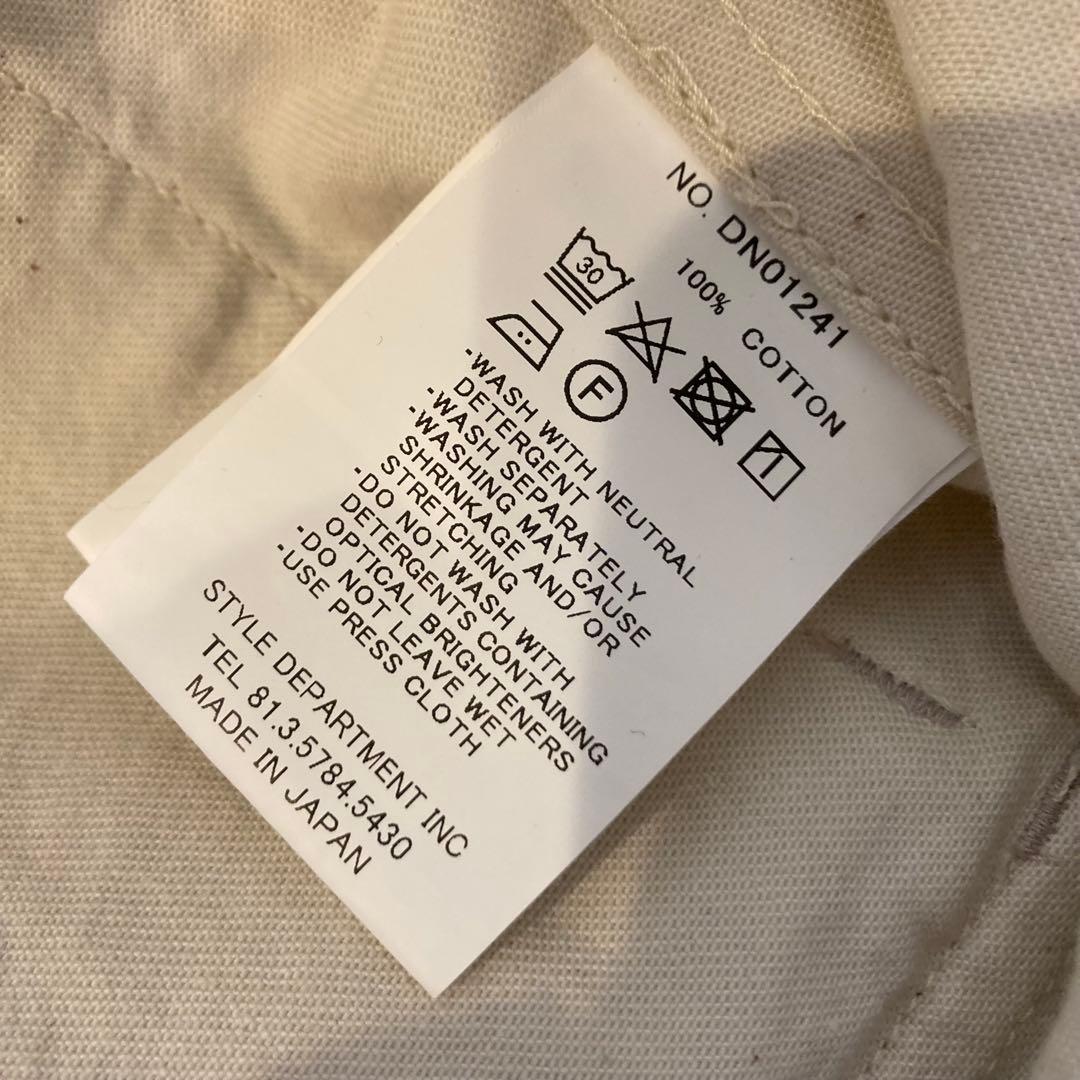 NO. DN01241
100% COTTON
30
F
-WASH WITH NEUTRAL
DETERGENT
-WASH SEPARATELY
-WASHING MAY CAUSE
SHRINKAGE AND/OR
STRETCHING
-DO NOT WASH WITH
DETERGENTS CONTAINING
OPTICAL BRIGHTENERS
-DO NOT LEAVE WET
-USE PRESS CLOTH
STYLE DEPARTMENT INC
TEL 81.3.5784.5430
MADE IN JAPAN